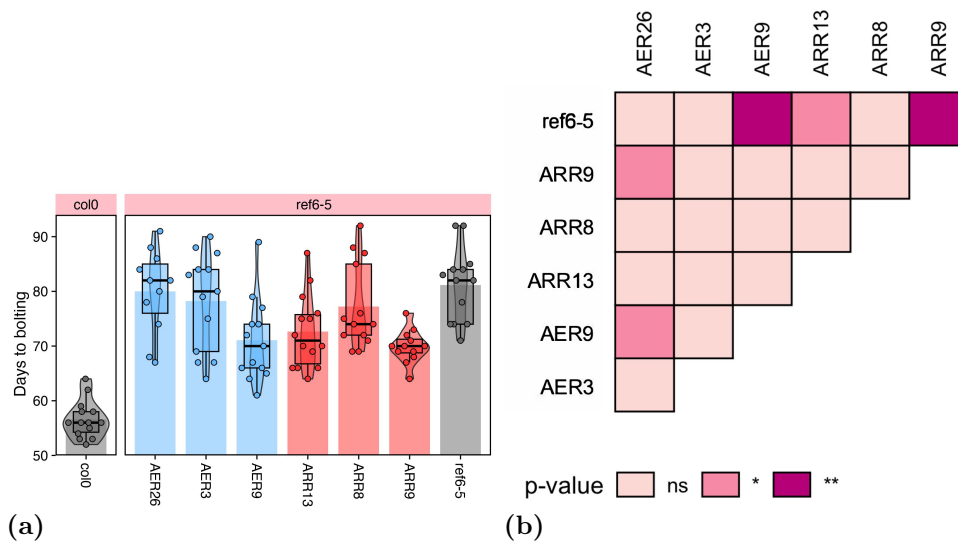 col0 ref6-5
Days to bolting
90
80
70
60
50
col0 AER26 AER3 AER9 ARR13 ARR8 ARR9 ref6-5
(a)
AER26 AER3 AER9 ARR13 ARR8 ARR9
ref6-5
ARR9
ARR8
ARR13
AER9
AER3
p-value ns * **
(b)